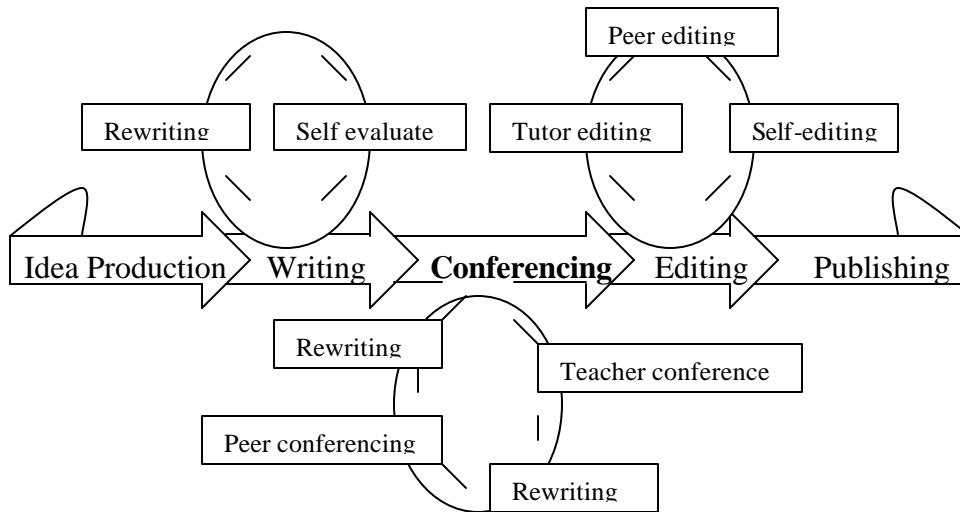 Peer editing
Rewriting
Self evaluate
Tutor editing
Self-editing
Idea Production
Writing
Conferencing
Editing
Publishing
Rewriting
Teacher conference
Peer conferencing
Rewriting